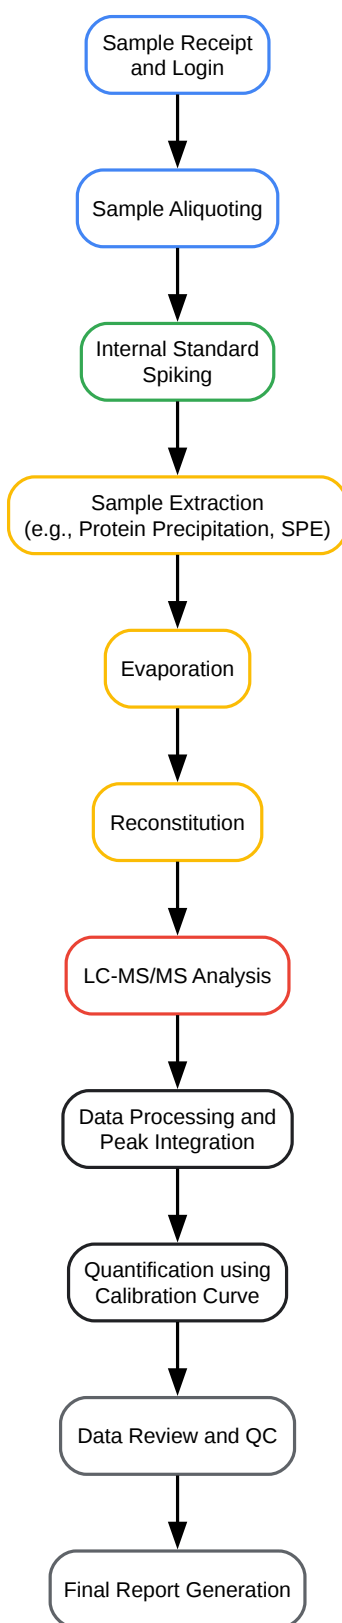 Sample Receipt
and Login
Sample Aliquoting
Internal Standard
Spiking
Sample Extraction
(e.g., Protein Precipitation, SPE)
Evaporation
Reconstitution
LC-MS/MS Analysis
Data Processing and
Peak Integration
Quantification using
Calibration Curve
Data Review and QC
Final Report Generation